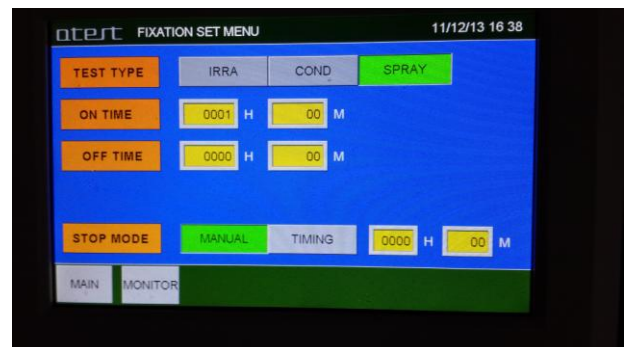 atest FIXATION SET MENU 11/12/13 16 38
TEST TYPE IRRA COND SPRAY
ON TIME 0001 H 00 M
OFF TIME 0000 H 00 M
STOP MODE MANUAL TIMING 0000 H 00 M
MAIN MONITOR